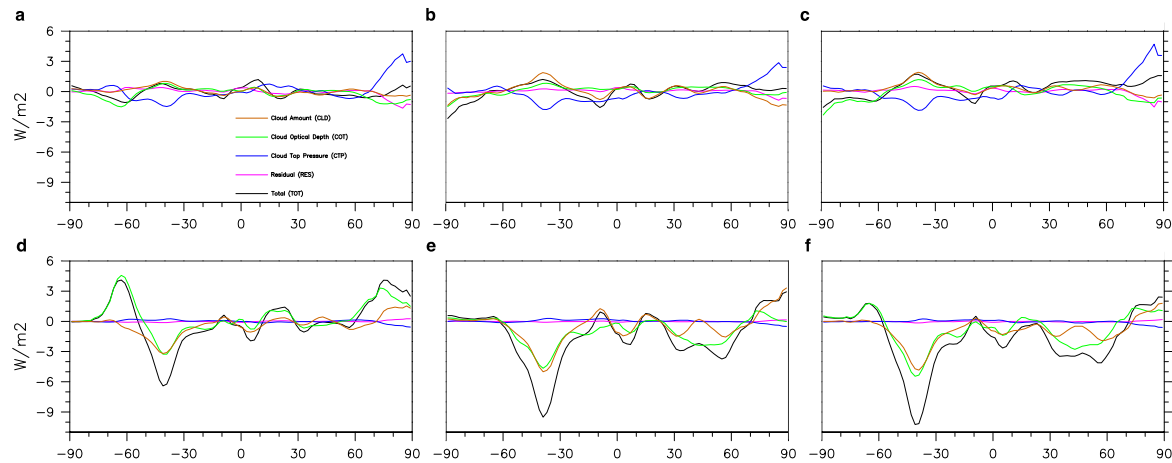 a b c
6
3
0
−3
−6
−9
W/m2
Cloud Amount (CLD)
Cloud Optical Depth (COT)
Cloud Top Pressure (CTP)
Residual (RES)
Total (TOT)
−90 −60 −30 0 30 60 90
−90 −60 −30 0 30 60 90
−90 −60 −30 0 30 60 90
d e f
6
3
0
−3
−6
−9
W/m2
−90 −60 −30 0 30 60 90
−90 −60 −30 0 30 60 90
−90 −60 −30 0 30 60 90